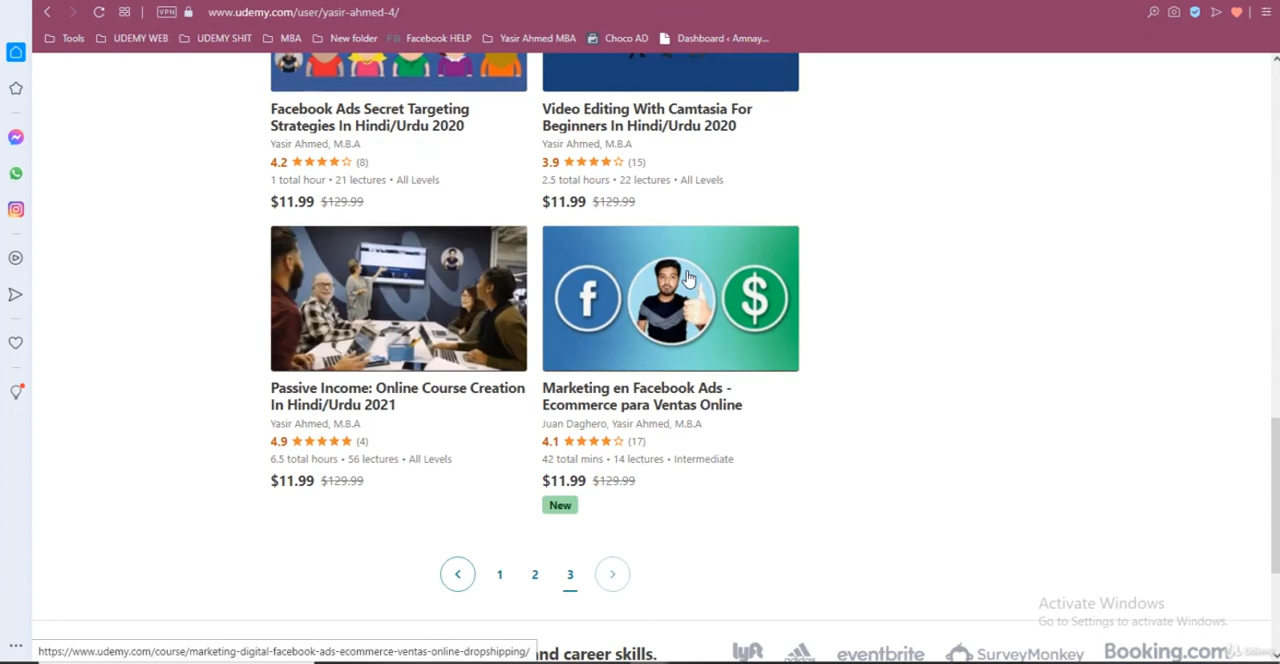 VPN www.udemy.com/user/yasir-ahmed-4/
Tools UDEMY WEB UDEMY SHIT MBA New folder FB Facebook HELP Yasir Ahmed MBA Choco AD Dashboard ‹ Amnay...
Facebook Ads Secret Targeting
Strategies In Hindi/Urdu 2020
Yasir Ahmed, M.B.A
4.2 (8)
1 total hour • 21 lectures • All Levels
$11.99 $129.99
Video Editing With Camtasia For
Beginners In Hindi/Urdu 2020
Yasir Ahmed, M.B.A
3.9 (15)
2.5 total hours • 22 lectures • All Levels
$11.99 $129.99
f $
Passive Income: Online Course Creation
In Hindi/Urdu 2021
Yasir Ahmed, M.B.A
4.9 (4)
6.5 total hours • 56 lectures • All Levels
$11.99 $129.99
Marketing en Facebook Ads -
Ecommerce para Ventas Online
Juan Daghero, Yasir Ahmed, M.B.A
4.1 (17)
42 total mins • 14 lectures • Intermediate
$11.99 $129.99
New
1 2 3
Activate Windows
Go to Settings to activate Windows.
https://www.udemy.com/course/marketing-digital-facebook-ads-ecommerce-ventas-online-dropshipping/
and career skills.
lyft adidas eventbrite SurveyMonkey Booking.com
Udemy